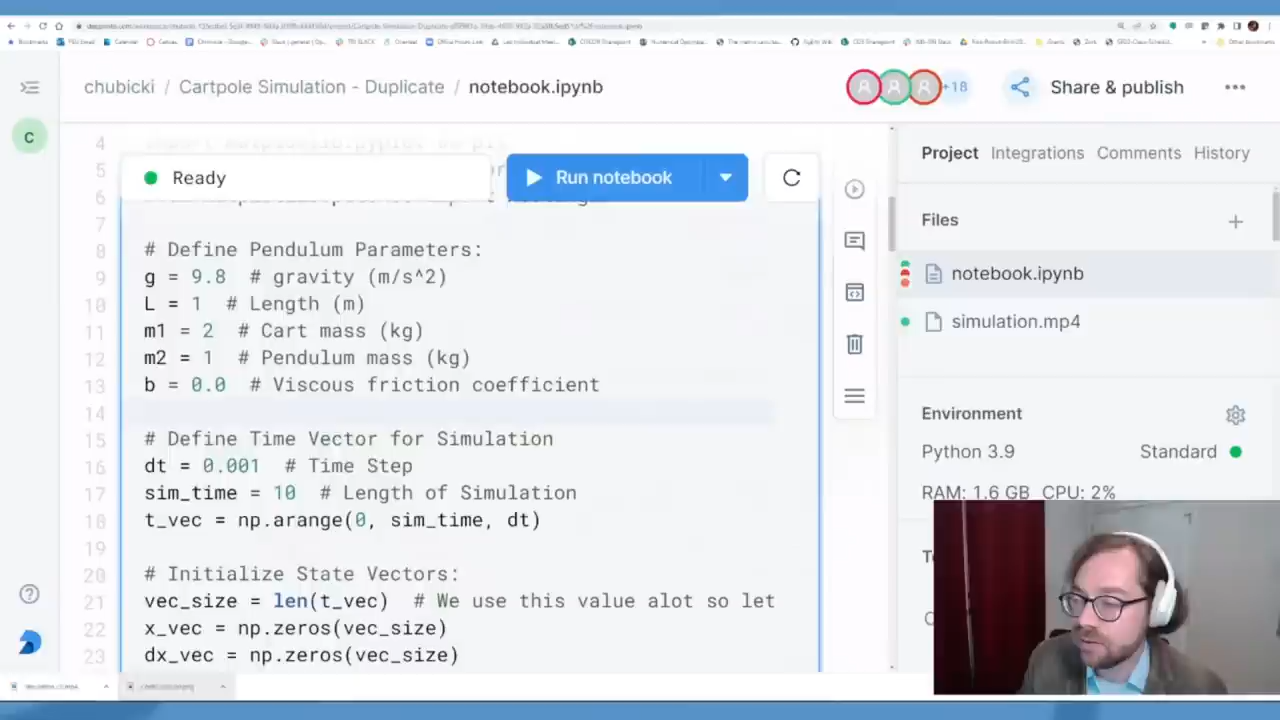 Bookmarks
Calendar
Canvas
Other bookmarks
chubicki / Cartpole Simulation - Duplicate / notebook.ipynb
+18
Share & publish
Ready
Run notebook
Project Integrations Comments History
Files
notebook.ipynb
simulation.mp4
Environment
Python 3.9 Standard
RAM: 1.6 GB CPU: 2%
C
4
5
6
7
8 # Define Pendulum Parameters:
9 g = 9.8 # gravity (m/s^2)
10 L = 1 # Length (m)
11 m1 = 2 # Cart mass (kg)
12 m2 = 1 # Pendulum mass (kg)
13 b = 0.0 # Viscous friction coefficient
14
15 # Define Time Vector for Simulation
16 dt = 0.001 # Time Step
17 sim_time = 10 # Length of Simulation
18 t_vec = np.arange(0, sim_time, dt)
19
20 # Initialize State Vectors:
21 vec_size = len(t_vec) # We use this value alot so let
22 x_vec = np.zeros(vec_size)
23 dx_vec = np.zeros(vec_size)